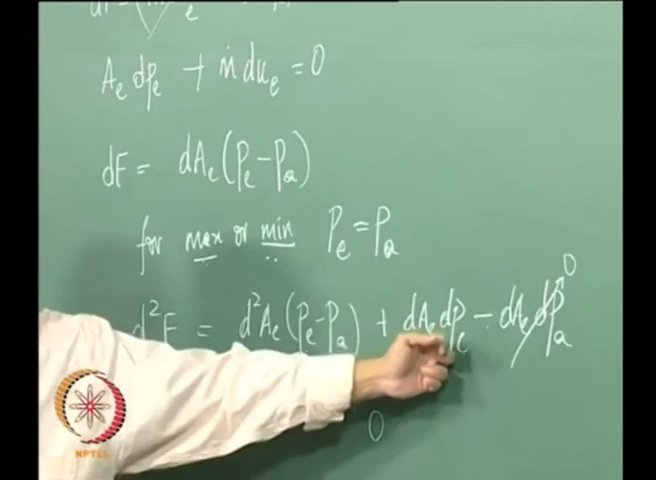 A_e dp_e + ṁ du_e = 0
dF = dA_e (p_e − p_a)
for max or min P_e = P_a
d²F = d²A_e (p_e − p_a) + dA_e dp_e − dA_e dp_a 0
0
NPTEL